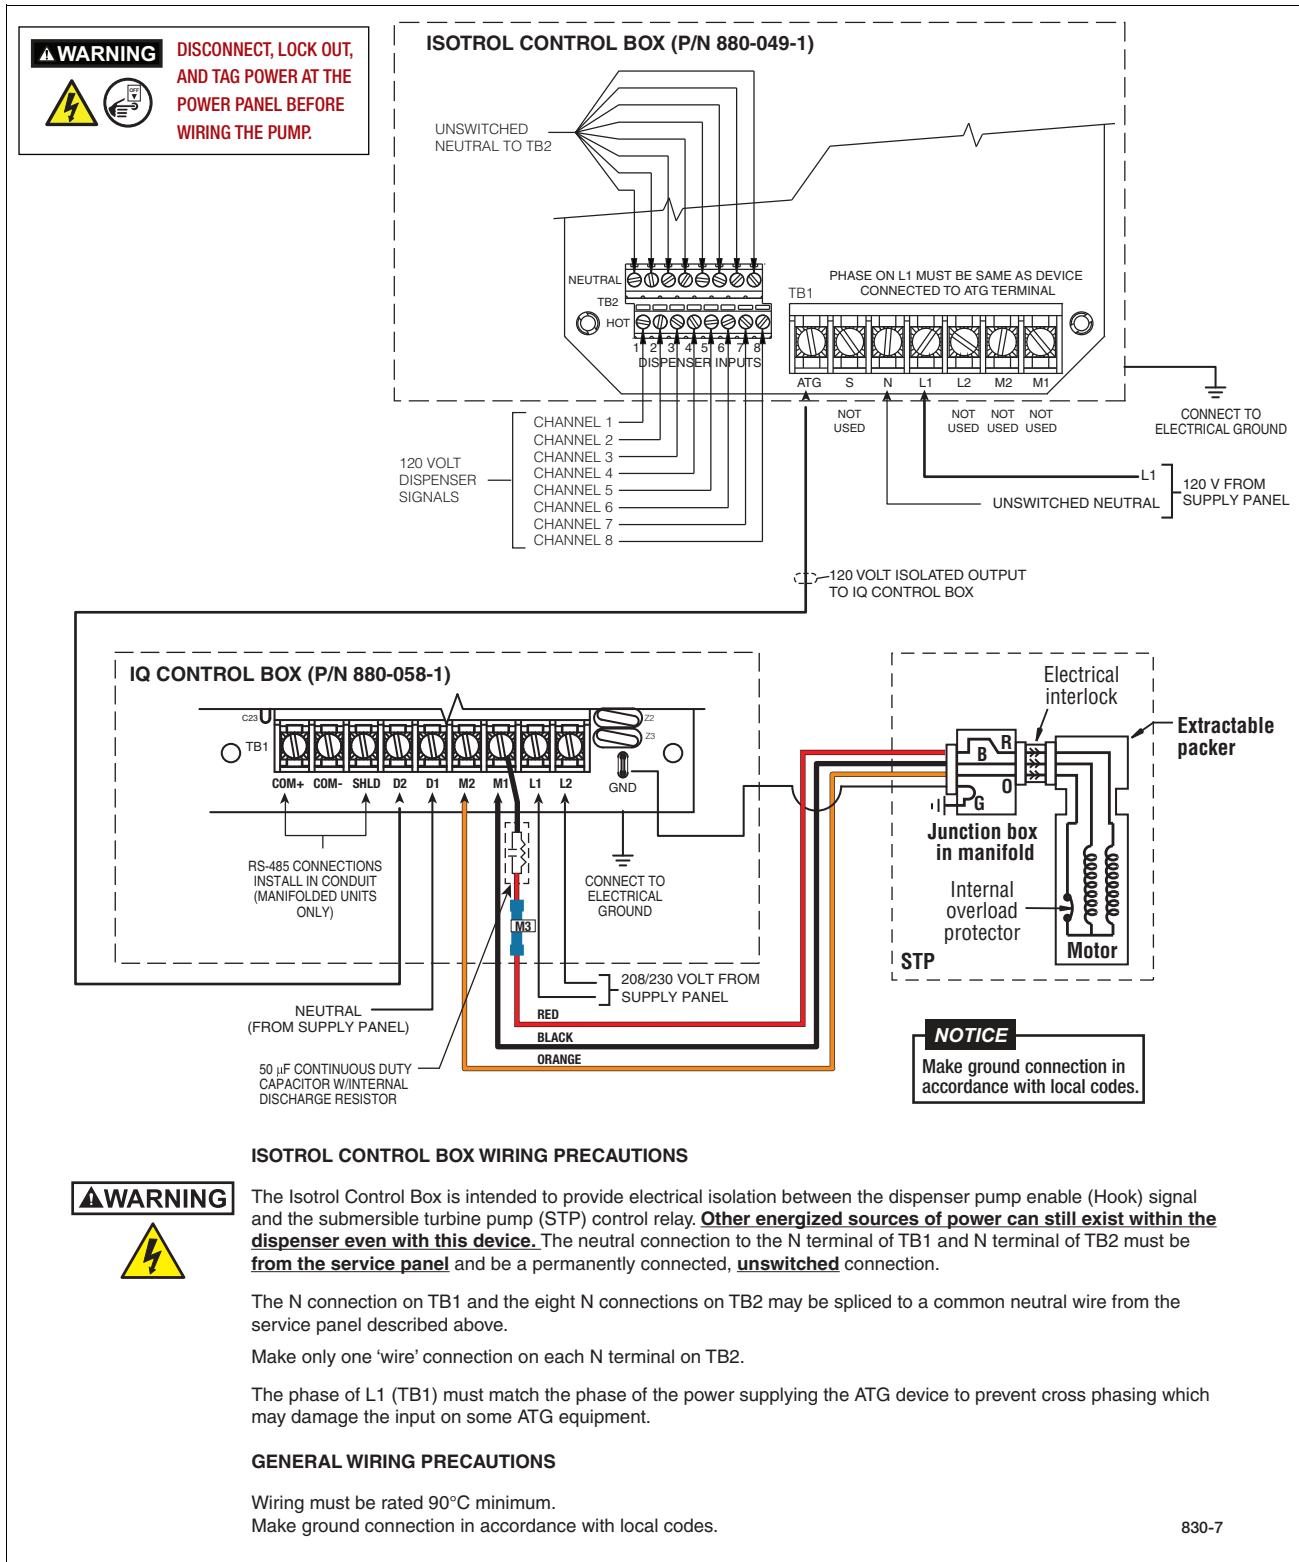 WARNING
DISCONNECT, LOCK OUT,
AND TAG POWER AT THE
POWER PANEL BEFORE
WIRING THE PUMP.
OFF
ISOTROL CONTROL BOX (P/N 880-049-1)
UNSWITCHED
NEUTRAL TO TB2
NEUTRAL
TB2
HOT
1 2 3 4 5 6 7 8
DISPENSER INPUTS
PHASE ON L1 MUST BE SAME AS DEVICE
CONNECTED TO ATG TERMINAL
TB1
ATG S N L1 L2 M2 M1
NOT
USED
NOT
USED
NOT
USED
NOT
USED
CONNECT TO
ELECTRICAL GROUND
120 VOLT
DISPENSER
SIGNALS
CHANNEL 1
CHANNEL 2
CHANNEL 3
CHANNEL 4
CHANNEL 5
CHANNEL 6
CHANNEL 7
CHANNEL 8
L1
UNSWITCHED NEUTRAL
120 V FROM
SUPPLY PANEL
120 VOLT ISOLATED OUTPUT
TO IQ CONTROL BOX
IQ CONTROL BOX (P/N 880-058-1)
C23
TB1
Z2
Z3
COM+ COM- SHLD D2 D1 M2 M1 L1 L2
GND
RS-485 CONNECTIONS
INSTALL IN CONDUIT
(MANIFOLDED UNITS
ONLY)
CONNECT TO
ELECTRICAL
GROUND
M3
NEUTRAL
(FROM SUPPLY PANEL)
208/230 VOLT FROM
SUPPLY PANEL
RED
BLACK
ORANGE
50 µF CONTINUOUS DUTY
CAPACITOR W/INTERNAL
DISCHARGE RESISTOR
Electrical
interlock
Extractable
packer
R
B
O
G
Junction box
in manifold
Internal
overload
protector
Motor
STP
NOTICE
Make ground connection in
accordance with local codes.
ISOTROL CONTROL BOX WIRING PRECAUTIONS
WARNING
The Isotrol Control Box is intended to provide electrical isolation between the dispenser pump enable (Hook) signal
and the submersible turbine pump (STP) control relay. Other energized sources of power can still exist within the
dispenser even with this device. The neutral connection to the N terminal of TB1 and N terminal of TB2 must be
from the service panel and be a permanently connected, unswitched connection.
The N connection on TB1 and the eight N connections on TB2 may be spliced to a common neutral wire from the
service panel described above.
Make only one ‘wire’ connection on each N terminal on TB2.
The phase of L1 (TB1) must match the phase of the power supplying the ATG device to prevent cross phasing which
may damage the input on some ATG equipment.
GENERAL WIRING PRECAUTIONS
Wiring must be rated 90°C minimum.
Make ground connection in accordance with local codes.
830-7